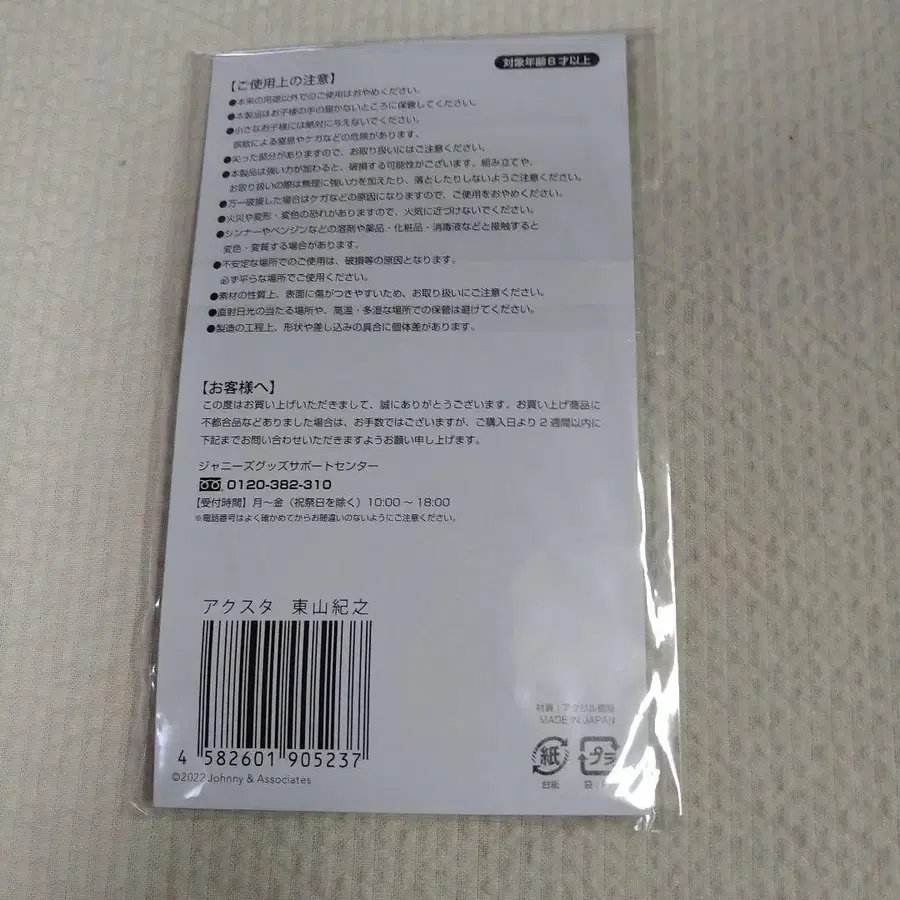 対象年齢8才以上
【ご使用上の注意】
●本来の用途以外でのご使用はおやめください。
●本製品はお子様の手の届かないところに保管してください。
●小さなお子様には絶対に与えないでください。
誤飲による窒息やケガなどの危険があります。
●尖った部分がありますので、お取り扱いにはご注意ください。
●本製品は強い力が加わると、破損する可能性がございます。組み立てや、
お取り扱いの際は無理に強い力を加えたり、落としたりしないようご注意ください。
●万一破損した場合はケガなどの原因になりますので、ご使用をおやめください。
●火災や変形・変色の恐れがありますので、火気に近づけないでください。
●シンナーやベンジンなどの溶剤や薬品・化粧品・消毒液などと接触すると
変色・変質する場合があります。
●不安定な場所でのご使用は、破損等の原因となります。
必ず平らな場所でご使用ください。
●素材の性質上、表面に傷がつきやすいため、お取り扱いにご注意ください。
●直射日光の当たる場所や、高温・多湿な場所での保管は避けてください。
●製造の工程上、形状や差し込みの具合に個体差があります。
【お客様へ】
この度はお買い上げいただきまして、誠にありがとうございます。お買い上げ商品に
不都合品などありました場合は、お手数ではございますが、ご購入日より2週間以内に
下記までお問い合わせいただきますようお願い申し上げます。
ジャニーズグッズサポートセンター
0120-382-310
【受付時間】月〜金（祝祭日を除く）10:00〜18:00
※電話番号はよく確かめてからお間違いのないようにご注意ください。
アクスタ 東山紀之
4 582601 905237
©2022 Johnny & Associates
材質：アクリル樹脂
MADE IN JAPAN
紙 プラ
台紙 袋